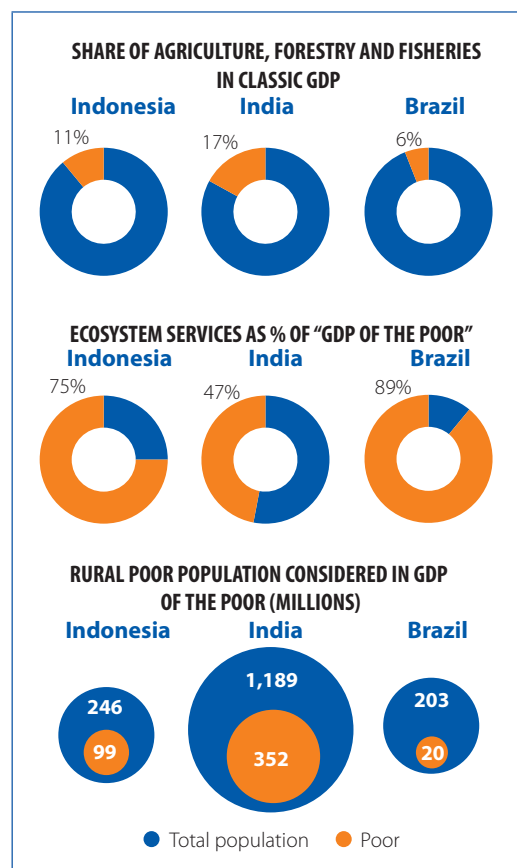 SHARE OF AGRICULTURE, FORESTRY AND FISHERIES
IN CLASSIC GDP
Indonesia India Brazil
11% 17% 6%
ECOSYSTEM SERVICES AS % OF “GDP OF THE POOR”
Indonesia India Brazil
75% 47% 89%
RURAL POOR POPULATION CONSIDERED IN GDP
OF THE POOR (MILLIONS)
Indonesia India Brazil
246 1,189 203
99 352 20
Total population Poor